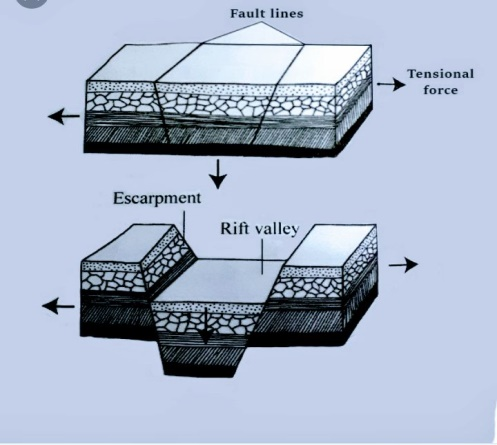 Fault lines
Tensional
force
Escarpment
Rift valley